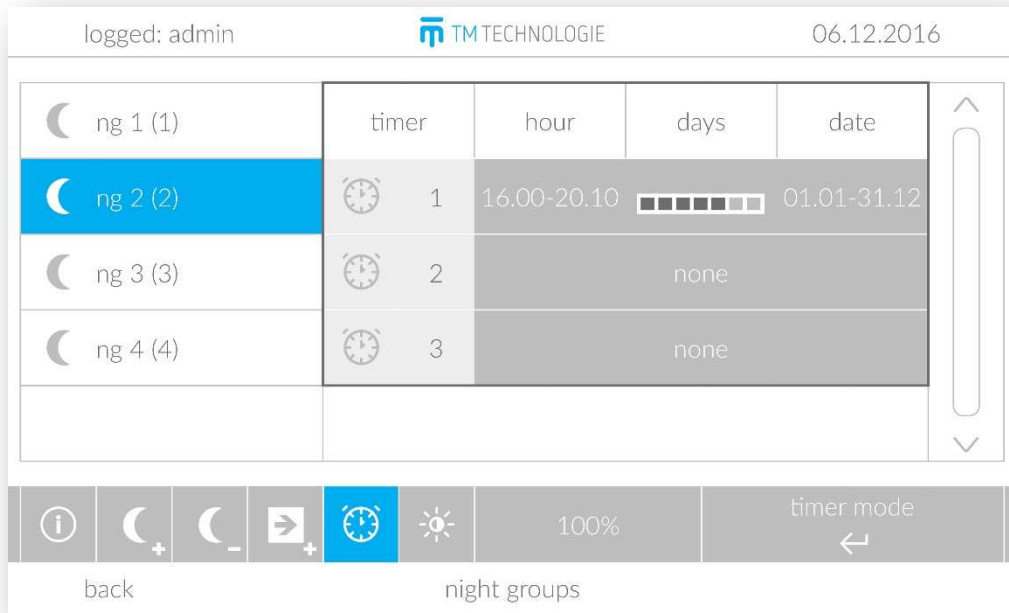 logged: admin TM TECHNOLOGIE 06.12.2016
ng 1 (1) timer hour days date
ng 2 (2) 1 16.00-20.10 01.01-31.12
ng 3 (3) 2 none
ng 4 (4) 3 none
100% timer mode
back night groups